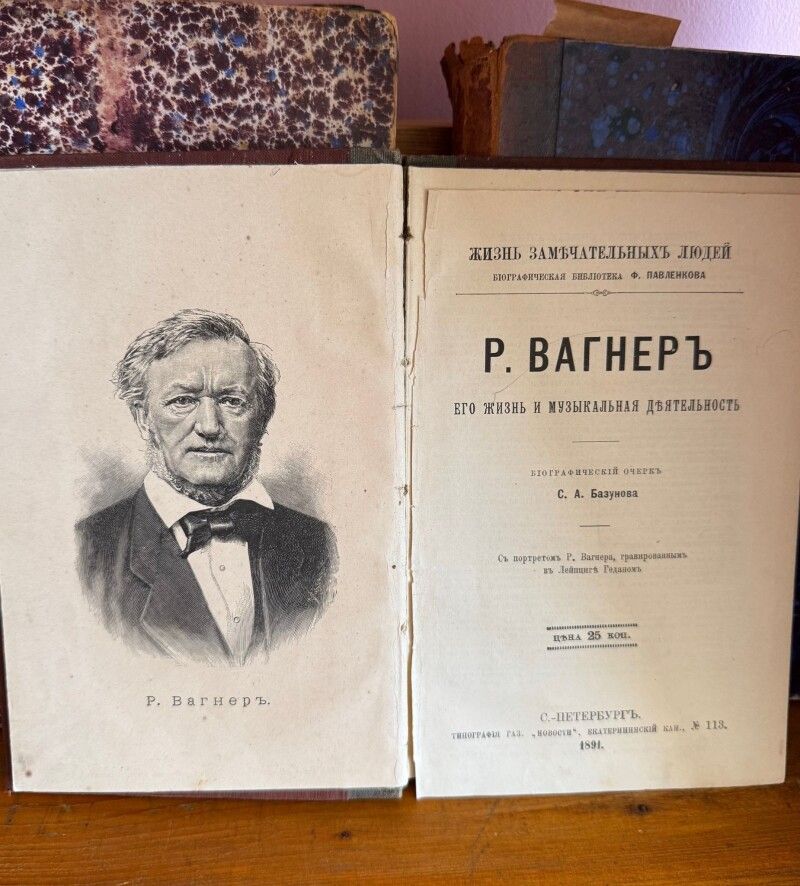 Р. Вагнеръ.
ЖИЗНЬ ЗАМѢЧАТЕЛЬНЫХЪ ЛЮДЕЙ
БІОГРАФИЧЕСКАЯ БИБЛІОТЕКА Ф. ПАВЛЕНКОВА
Р. ВАГНЕРЪ
ЕГО ЖИЗНЬ И МУЗЫКАЛЬНАЯ ДѢЯТЕЛЬНОСТЬ
БІОГРАФИЧЕСКІЙ ОЧЕРКЪ
С. А. Базунова
Съ портретомъ Р. Вагнера, гравированнымъ
въ Лейпцигѣ Геданомъ
ЦѢНА 25 КОП.
С.-ПЕТЕРБУРГЪ.
ТИПОГРАФІЯ ГАЗ. „НОВОСТИ“, ЕКАТЕРИНИНСКІЙ КАН., № 113.
1891.